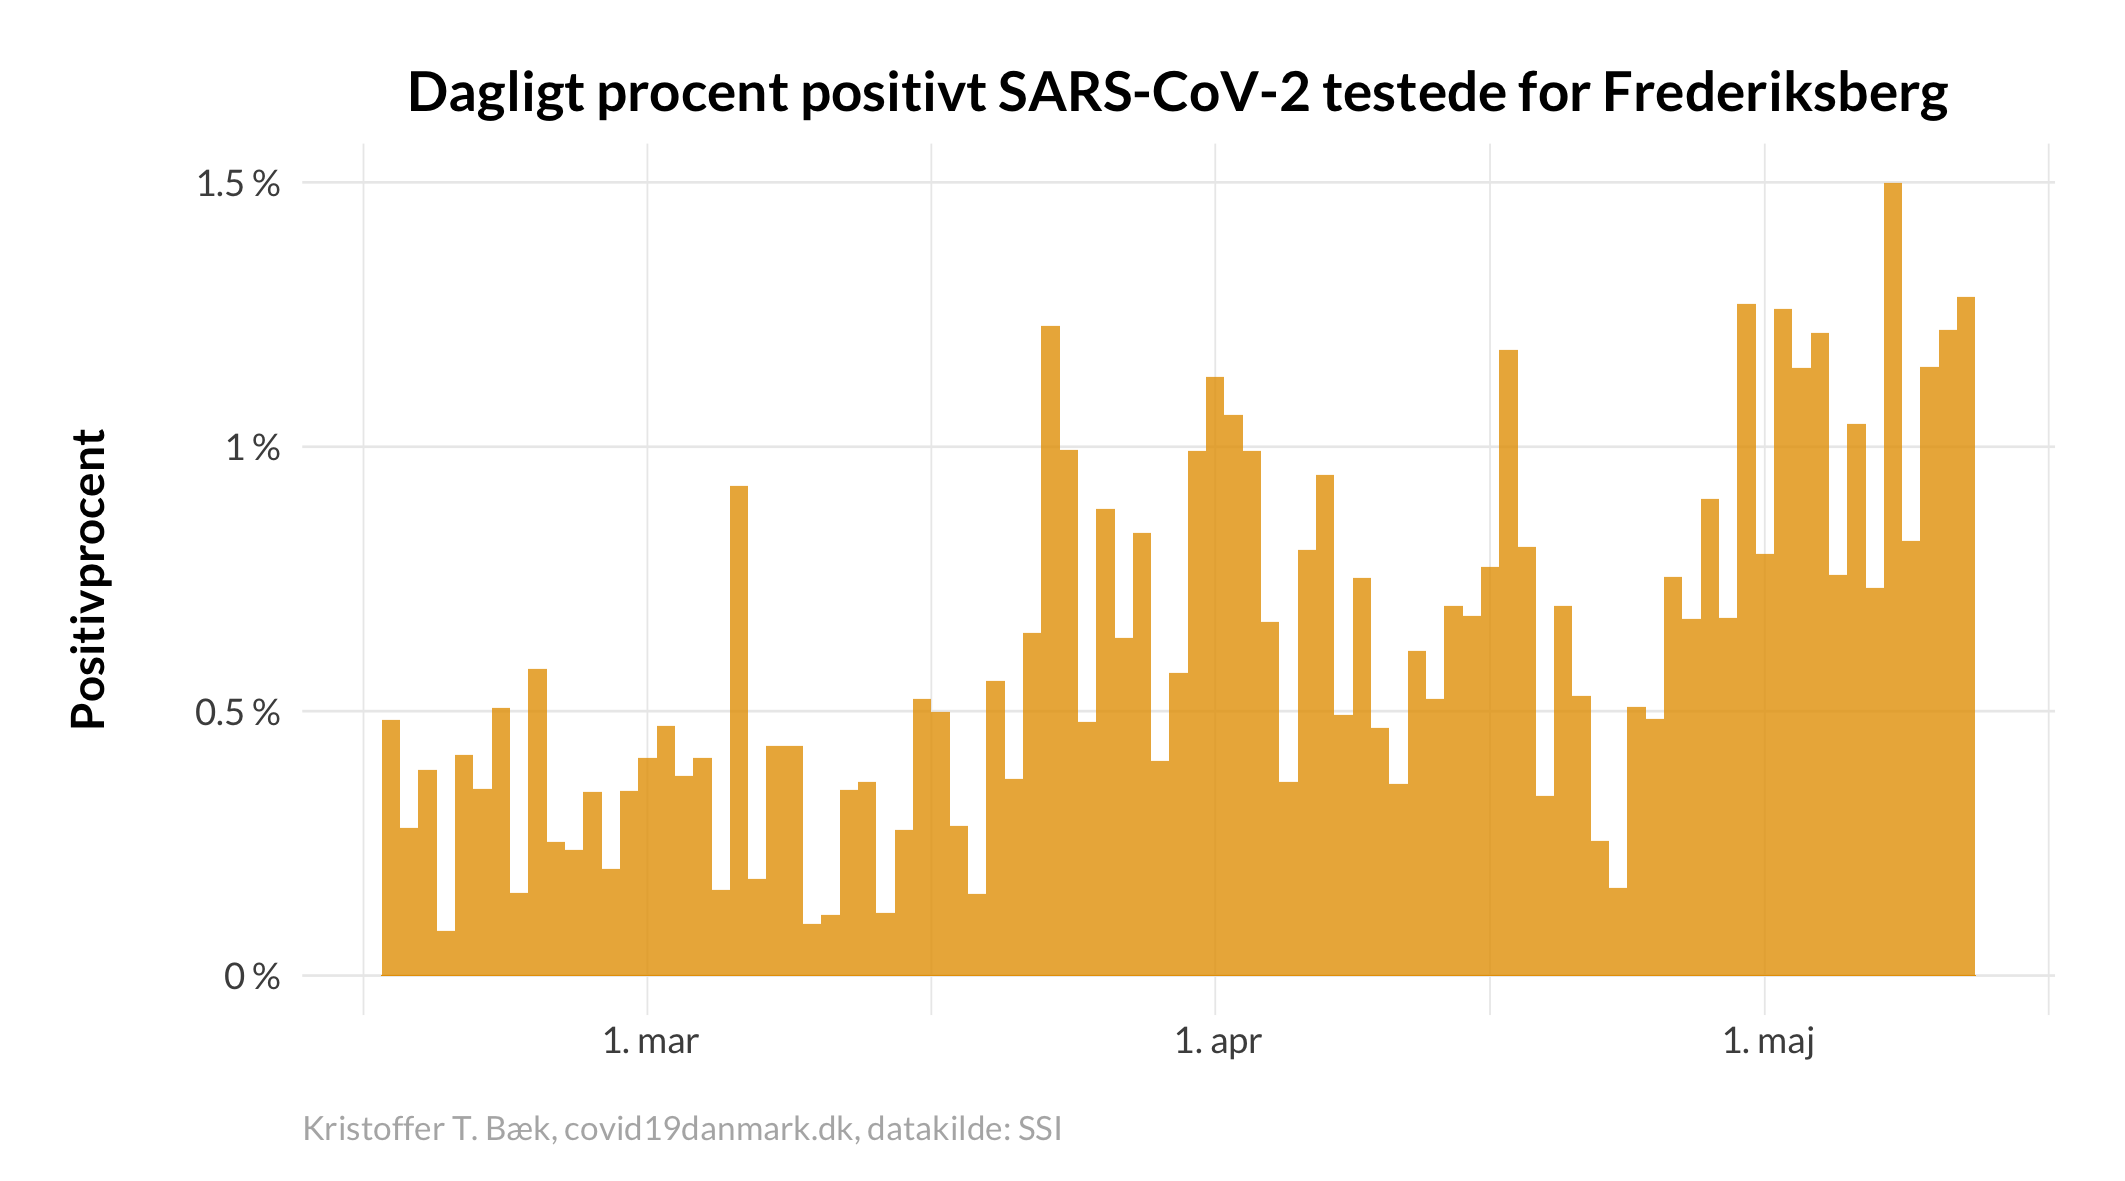 Dagligt procent positivt SARS-CoV-2 testede for Frederiksberg
1.5 %
1 %
0.5 %
0 %
Positivprocent
1. mar
1. apr
1. maj
Kristoffer T. Bæk, covid19danmark.dk, datakilde: SSI